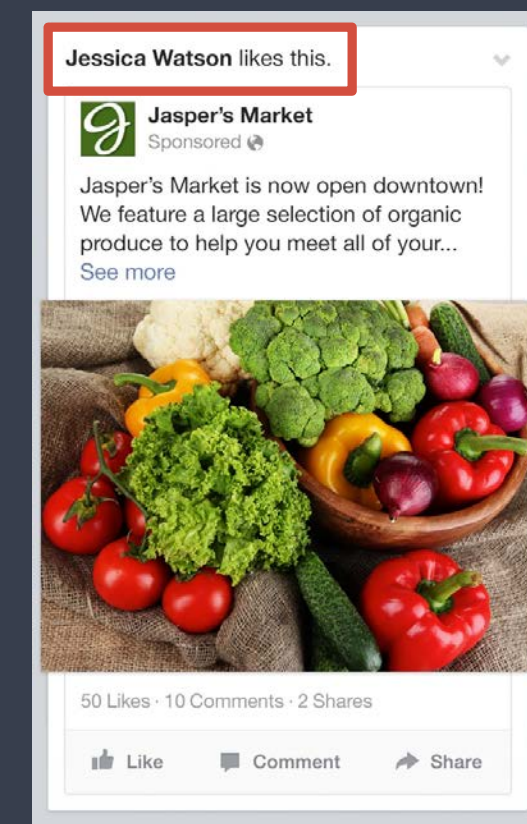 Jessica Watson likes this.
Jasper's Market
Sponsored
Jasper’s Market is now open downtown!
We feature a large selection of organic
produce to help you meet all of your...
See more
50 Likes · 10 Comments · 2 Shares
Like Comment Share